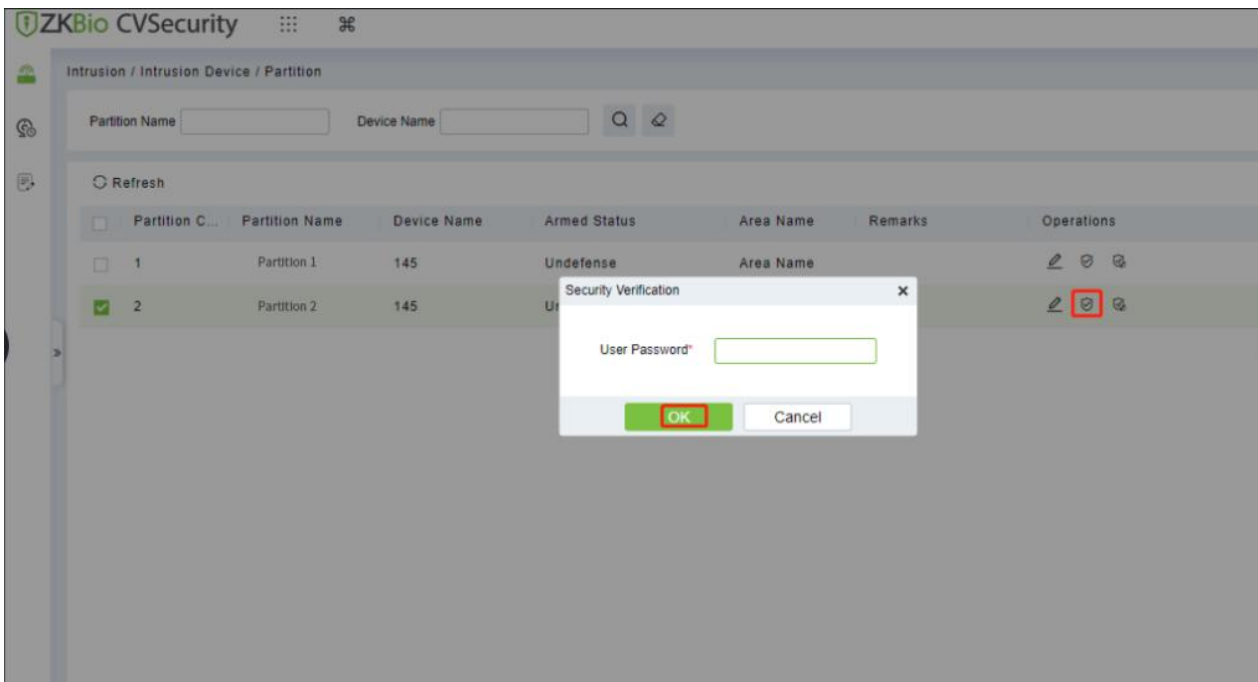 ZKBio CVSecurity
Intrusion / Intrusion Device / Partition
Partition Name Device Name
Refresh
Partition C... Partition Name Device Name Armed Status Area Name Remarks Operations
1 Partition 1 145 Undefense Area Name
Security Verification
2 Partition 2 145
User Password*
OK Cancel